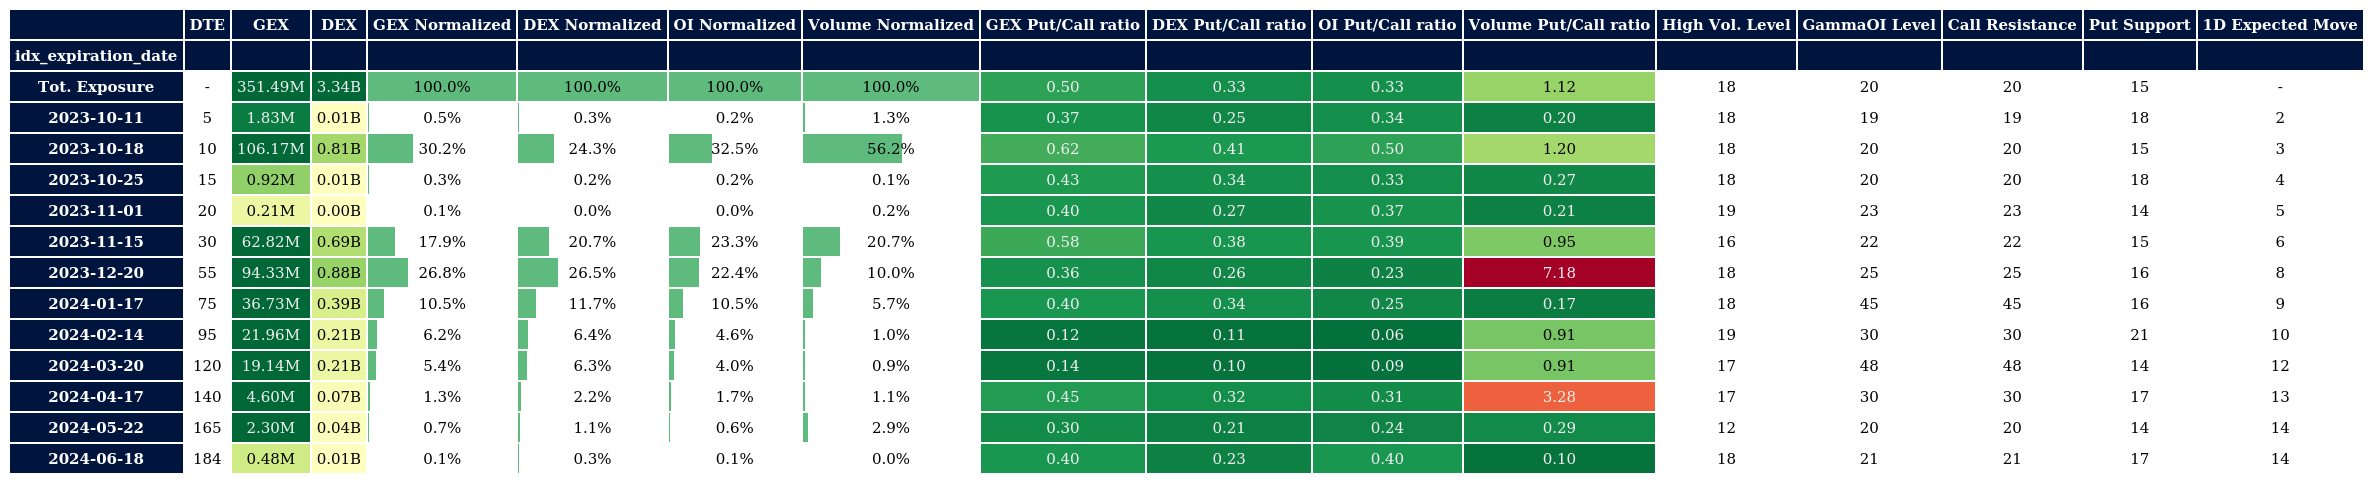 DTE GEX DEX GEX Normalized DEX Normalized OI Normalized Volume Normalized GEX Put/Call ratio DEX Put/Call ratio OI Put/Call ratio Volume Put/Call ratio High Vol. Level GammaOI Level Call Resistance Put Support 1D Expected Move
idx_expiration_date
Tot. Exposure - 351.49M 3.34B 100.0% 100.0% 100.0% 100.0% 0.50 0.33 0.33 1.12 18 20 20 15 -
2023-10-11 5 1.83M 0.01B 0.5% 0.3% 0.2% 1.3% 0.37 0.25 0.34 0.20 18 19 19 18 2
2023-10-18 10 106.17M 0.81B 30.2% 24.3% 32.5% 56.2% 0.62 0.41 0.50 1.20 18 20 20 15 3
2023-10-25 15 0.92M 0.01B 0.3% 0.2% 0.2% 0.1% 0.43 0.34 0.33 0.27 18 20 20 18 4
2023-11-01 20 0.21M 0.00B 0.1% 0.0% 0.0% 0.2% 0.40 0.27 0.37 0.21 19 23 23 14 5
2023-11-15 30 62.82M 0.69B 17.9% 20.7% 23.3% 20.7% 0.58 0.38 0.39 0.95 16 22 22 15 6
2023-12-20 55 94.33M 0.88B 26.8% 26.5% 22.4% 10.0% 0.36 0.26 0.23 7.18 18 25 25 16 8
2024-01-17 75 36.73M 0.39B 10.5% 11.7% 10.5% 5.7% 0.40 0.34 0.25 0.17 18 45 45 16 9
2024-02-14 95 21.96M 0.21B 6.2% 6.4% 4.6% 1.0% 0.12 0.11 0.06 0.91 19 30 30 21 10
2024-03-20 120 19.14M 0.21B 5.4% 6.3% 4.0% 0.9% 0.14 0.10 0.09 0.91 17 48 48 14 12
2024-04-17 140 4.60M 0.07B 1.3% 2.2% 1.7% 1.1% 0.45 0.32 0.31 3.28 17 30 30 17 13
2024-05-22 165 2.30M 0.04B 0.7% 1.1% 0.6% 2.9% 0.30 0.21 0.24 0.29 12 20 20 14 14
2024-06-18 184 0.48M 0.01B 0.1% 0.3% 0.1% 0.0% 0.40 0.23 0.40 0.10 18 21 21 17 14